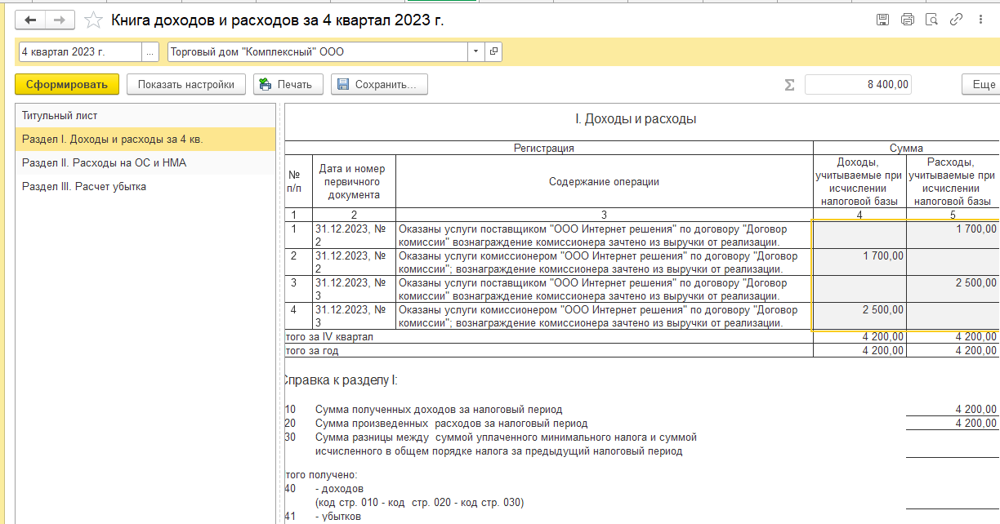 Книга доходов и расходов за 4 квартал 2023 г.
4 квартал 2023 г. ... Торговый дом "Комплексный" ООО
Сформировать Показать настройки Печать Сохранить... Σ 8 400,00 Еще
Титульный лист
Раздел I. Доходы и расходы за 4 кв.
Раздел II. Расходы на ОС и НМА
Раздел III. Расчет убытка
I. Доходы и расходы
Регистрация Сумма
№
п/п
Дата и номер
первичного
документа
Содержание операции
Доходы,
учитываемые при
исчислении
налоговой базы
Расходы,
учитываемые при
исчислении
налоговой базы
1 2 3 4 5
1 31.12.2023, № Оказаны услуги поставщиком "ООО Интернет решения" по договору "Договор 1 700,00
2 комиссии" вознаграждение комиссионера зачтено из выручки от реализации.
2 31.12.2023, № Оказаны услуги комиссионером "ООО Интернет решения" по договору "Договор 1 700,00
2 комиссии"; вознаграждение комиссионера зачтено из выручки от реализации.
3 31.12.2023, № Оказаны услуги поставщиком "ООО Интернет решения" по договору "Договор 2 500,00
3 комиссии" вознаграждение комиссионера зачтено из выручки от реализации.
4 31.12.2023, № Оказаны услуги комиссионером "ООО Интернет решения" по договору "Договор 2 500,00
3 комиссии"; вознаграждение комиссионера зачтено из выручки от реализации.
того за IV квартал 4 200,00 4 200,00
того за год 4 200,00 4 200,00
Справка к разделу I:
10 Сумма полученных доходов за налоговый период 4 200,00
20 Сумма произведенных расходов за налоговый период 4 200,00
30 Сумма разницы между суммой уплаченного минимального налога и суммой
исчисленного в общем порядке налога за предыдущий налоговый период
того получено:
40 - доходов
(код стр. 010 - код стр. 020 - код стр. 030)
41 - убытков